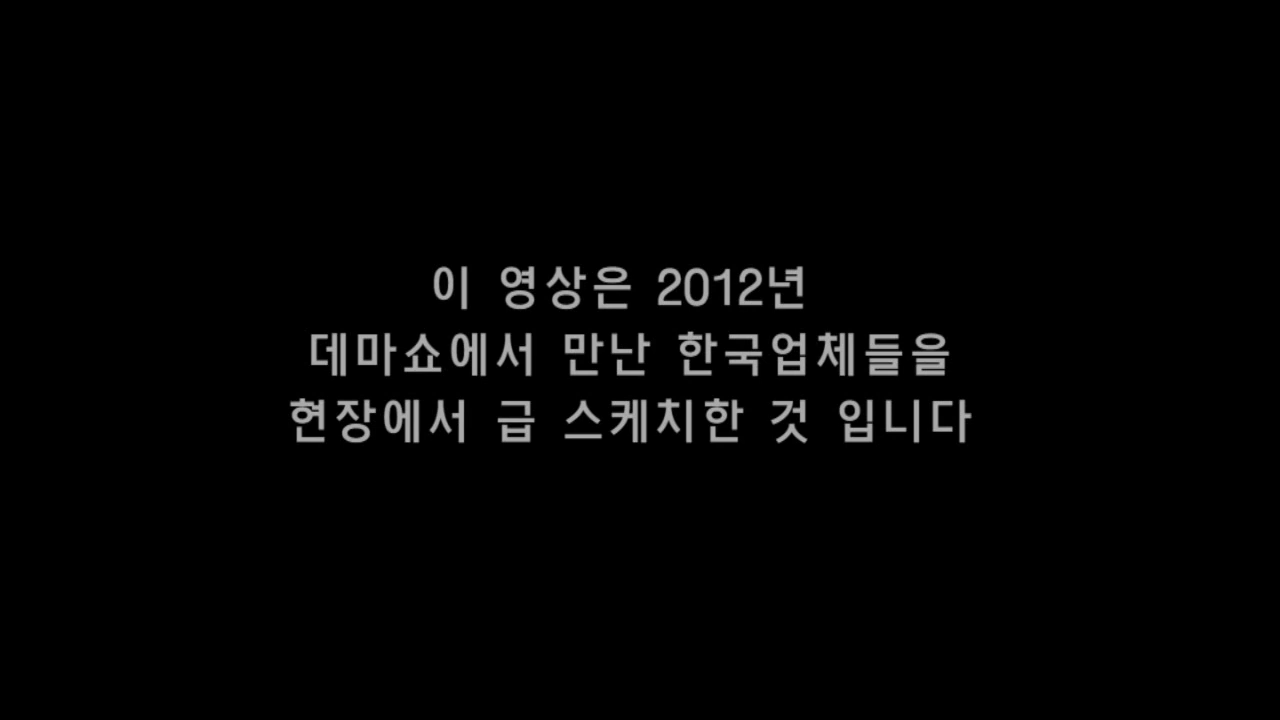 이 영상은 2012년
데마쇼에서 만난 한국업체들을
현장에서 급 스케치한 것 입니다